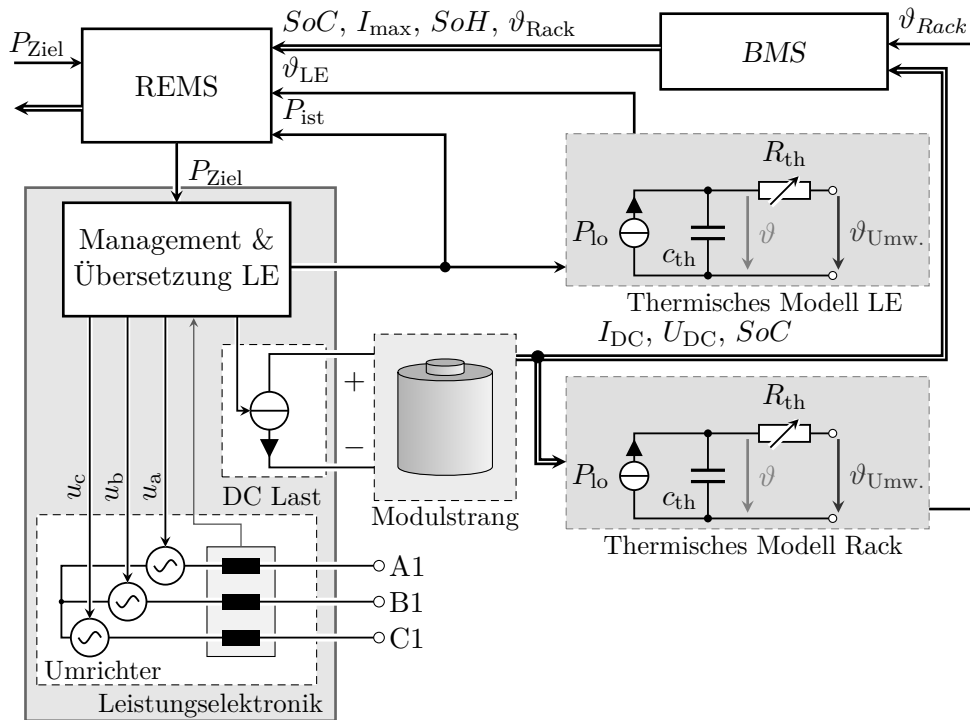 SoC, I_max, SoH, ϑ_Rack
P_Ziel
REMS
BMS
ϑ_Rack
ϑ_LE
P_ist
P_Ziel
Management &
Übersetzung LE
R_th
P_lo
c_th
ϑ
ϑ_Umw.
Thermisches Modell LE
I_DC, U_DC, SoC
+
−
DC Last
Modulstrang
R_th
P_lo
c_th
ϑ
ϑ_Umw.
Thermisches Modell Rack
u_c
u_b
u_a
A1
B1
C1
Umrichter
Leistungselektronik